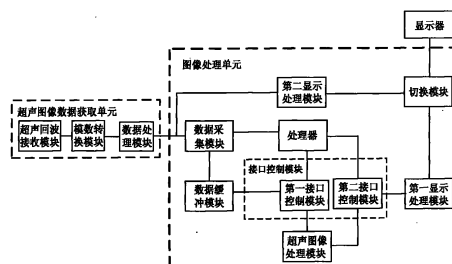 显示器
图像处理单元
第二显示
处理模块
切换模块
超声图像数据获取单元
超声回波
接收模块
模数转
换模块
数据处
理模块
数据采
集模块
处理器
接口控制模块
数据缓
冲模块
第一接口
控制模块
第二接口
控制模块
第一显示
处理模块
超声图像
处理模块